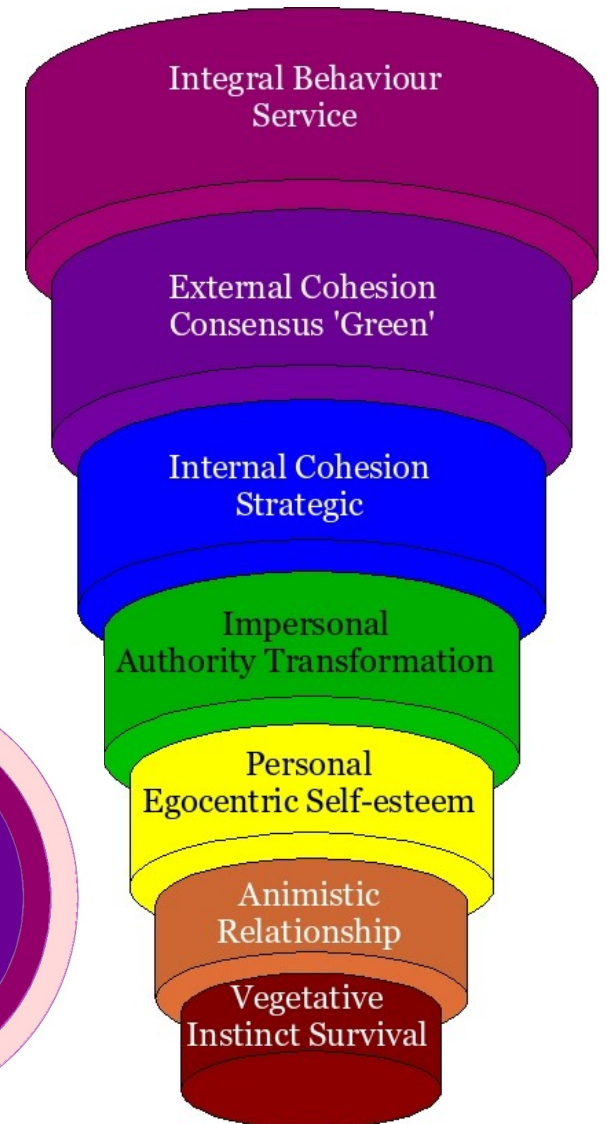 Integral Behaviour
Service
External Cohesion
Consensus 'Green'
Internal Cohesion
Strategic
Impersonal
Authority Transformation
Personal
Egocentric Self-esteem
Animistic
Relationship
Vegetative
Instinct Survival